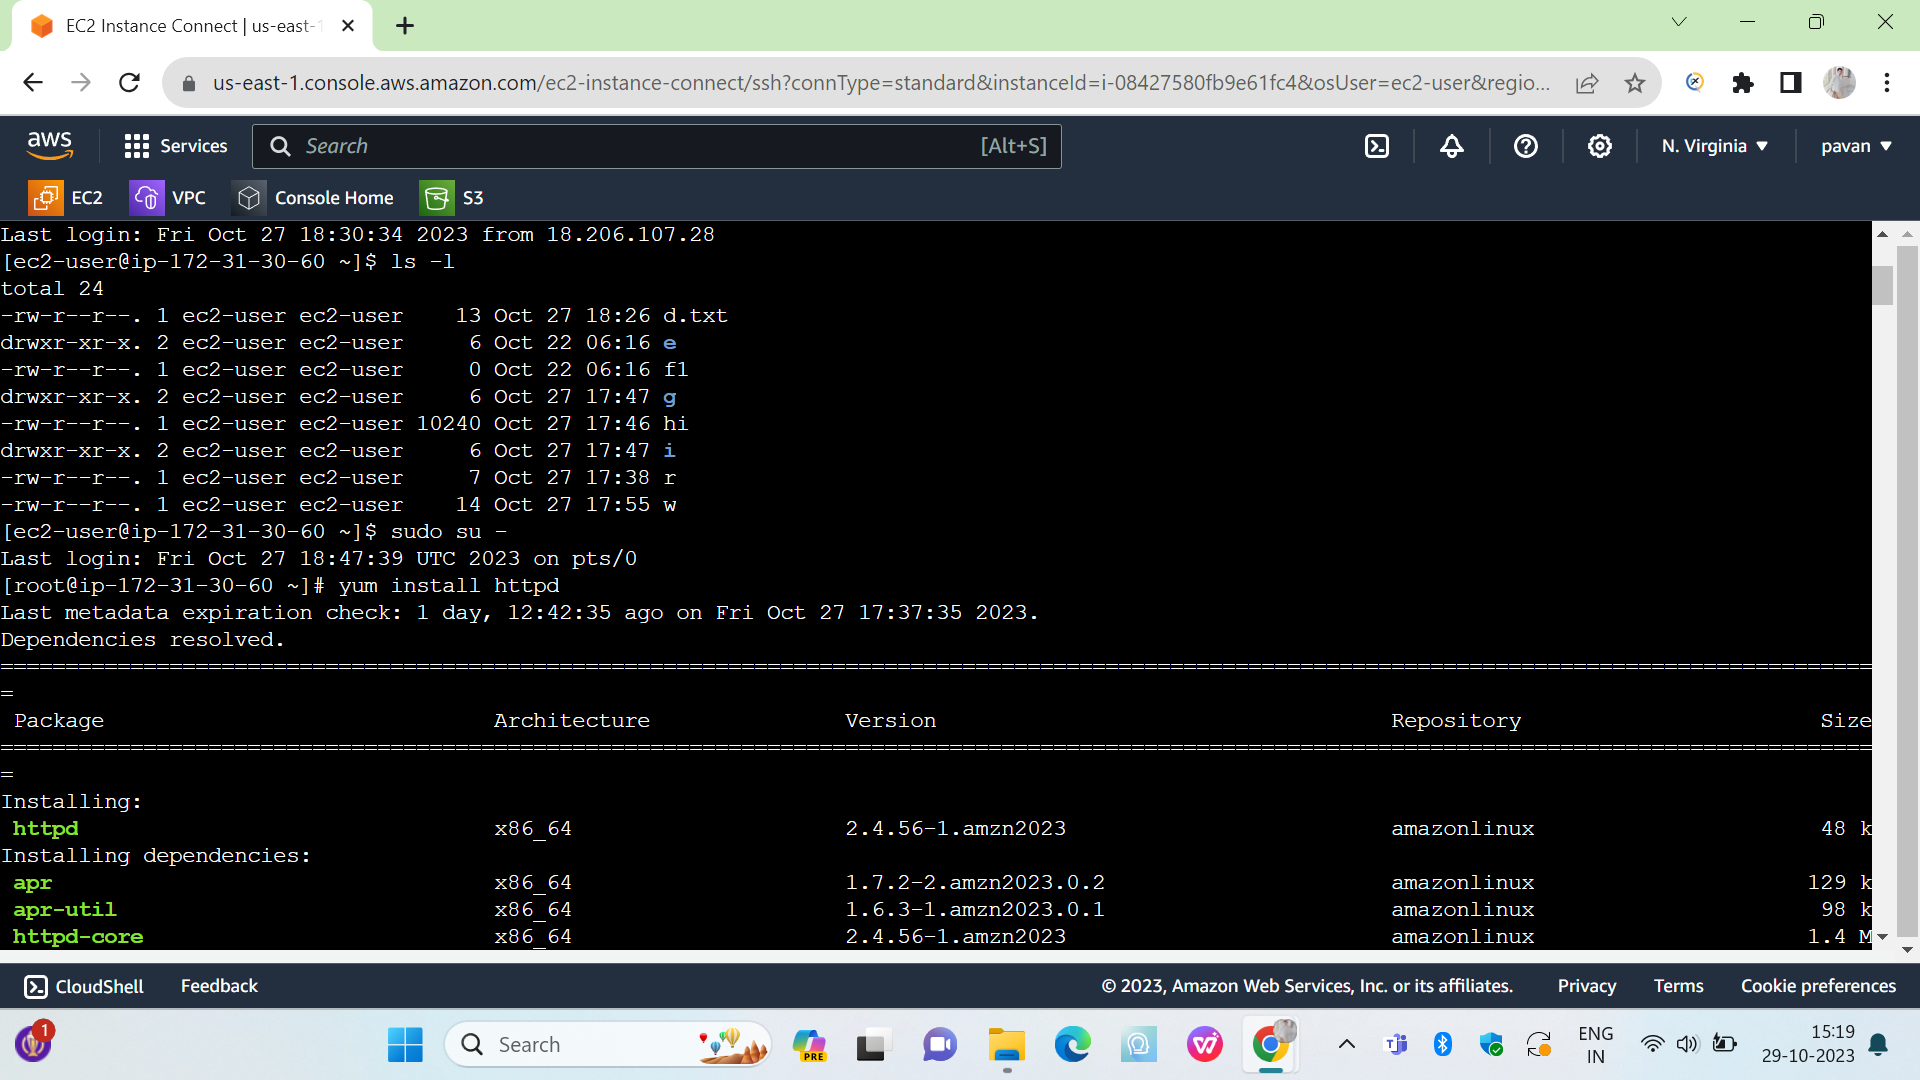 EC2 Instance Connect | us-east-1
us-east-1.console.aws.amazon.com/ec2-instance-connect/ssh?connType=standard&instanceId=i-08427580fb9e61fc4&osUser=ec2-user&regio...
aws Services Search [Alt+S] N. Virginia ▼ pavan ▼
EC2 VPC Console Home S3
Last login: Fri Oct 27 18:30:34 2023 from 18.206.107.28
[ec2-user@ip-172-31-30-60 ~]$ ls -l
total 24
-rw-r--r--. 1 ec2-user ec2-user    13 Oct 27 18:26 d.txt
drwxr-xr-x. 2 ec2-user ec2-user     6 Oct 22 06:16 e
-rw-r--r--. 1 ec2-user ec2-user     0 Oct 22 06:16 f1
drwxr-xr-x. 2 ec2-user ec2-user     6 Oct 27 17:47 g
-rw-r--r--. 1 ec2-user ec2-user 10240 Oct 27 17:46 hi
drwxr-xr-x. 2 ec2-user ec2-user     6 Oct 27 17:47 i
-rw-r--r--. 1 ec2-user ec2-user     7 Oct 27 17:38 r
-rw-r--r--. 1 ec2-user ec2-user    14 Oct 27 17:55 w
[ec2-user@ip-172-31-30-60 ~]$ sudo su -
Last login: Fri Oct 27 18:47:39 UTC 2023 on pts/0
[root@ip-172-31-30-60 ~]# yum install httpd
Last metadata expiration check: 1 day, 12:42:35 ago on Fri Oct 27 17:37:35 2023.
Dependencies resolved.
================================================================================================================================================
=
Package Architecture Version Repository Size
================================================================================================================================================
=
Installing:
httpd x86_64 2.4.56-1.amzn2023 amazonlinux 48 k
Installing dependencies:
apr x86_64 1.7.2-2.amzn2023.0.2 amazonlinux 129 k
apr-util x86_64 1.6.3-1.amzn2023.0.1 amazonlinux 98 k
httpd-core x86_64 2.4.56-1.amzn2023 amazonlinux 1.4 M
CloudShell Feedback © 2023, Amazon Web Services, Inc. or its affiliates. Privacy Terms Cookie preferences
1 Search PRE ENG 15:19
IN 29-10-2023